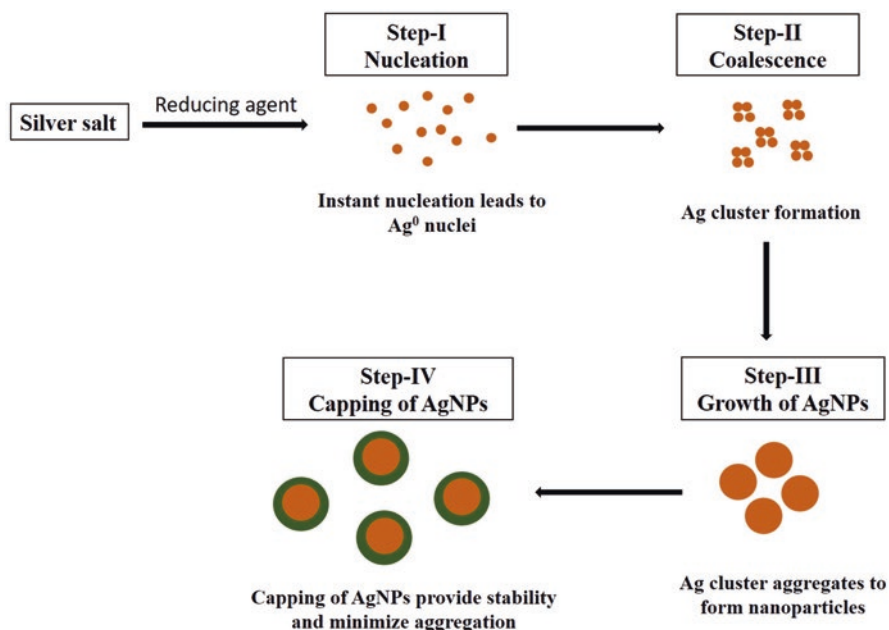 Silver salt
Reducing agent
Step-I
Nucleation
Instant nucleation leads to
Ag⁰ nuclei
Step-II
Coalescence
Ag cluster formation
Step-III
Growth of AgNPs
Ag cluster aggregates to
form nanoparticles
Step-IV
Capping of AgNPs
Capping of AgNPs provide stability
and minimize aggregation